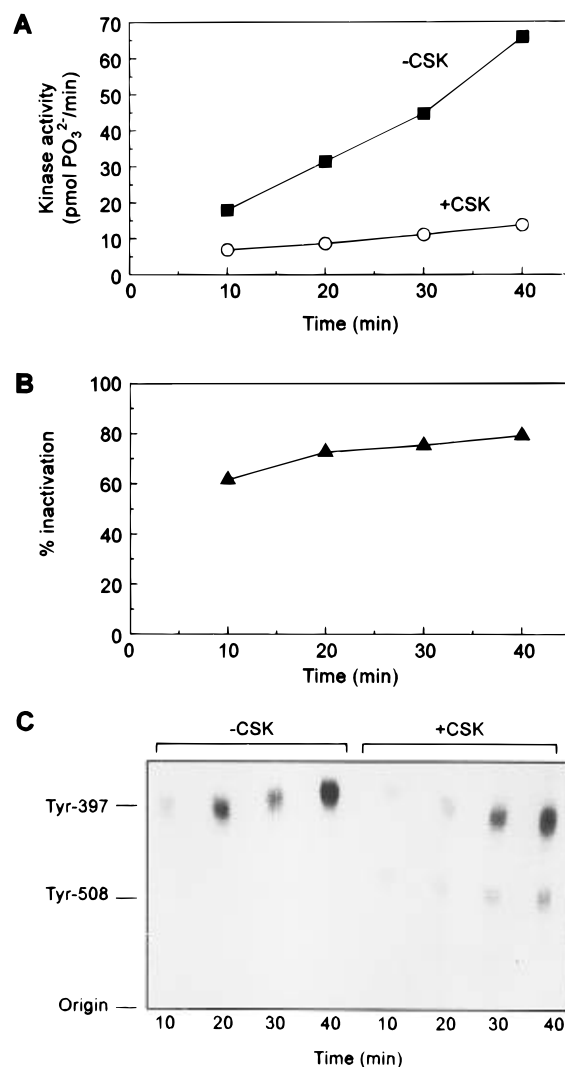 A
Kinase activity
(pmol PO₃²⁻/min)
70
60
50
40
30
20
10
0
-CSK
+CSK
0 10 20 30 40
Time (min)
B
% inactivation
100
80
60
40
20
0
0 10 20 30 40
Time (min)
C
-CSK +CSK
Tyr-397
Tyr-508
Origin
10 20 30 40 10 20 30 40
Time (min)